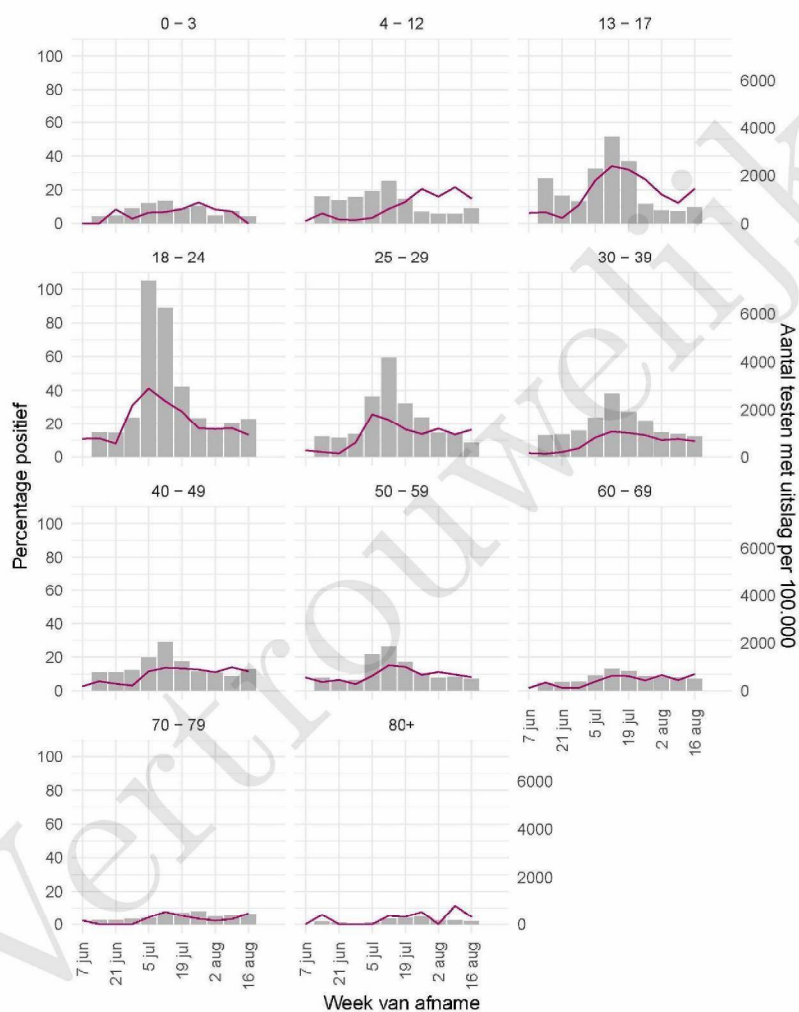 0 – 3
4 – 12
13 – 17
100
80
60
40
20
0
6000
4000
2000
0
18 – 24
25 – 29
30 – 39
100
80
60
40
20
0
6000
4000
2000
0
40 – 49
50 – 59
60 – 69
100
80
60
40
20
0
6000
4000
2000
0
7 jun
21 jun
5 jul
19 jul
2 aug
16 aug
70 – 79
80+
100
80
60
40
20
0
6000
4000
2000
0
7 jun
21 jun
5 jul
19 jul
2 aug
16 aug
7 jun
21 jun
5 jul
19 jul
2 aug
16 aug
Percentage positief
Aantal testen met uitslag per 100.000
Week van afname
Vertrouwelijk